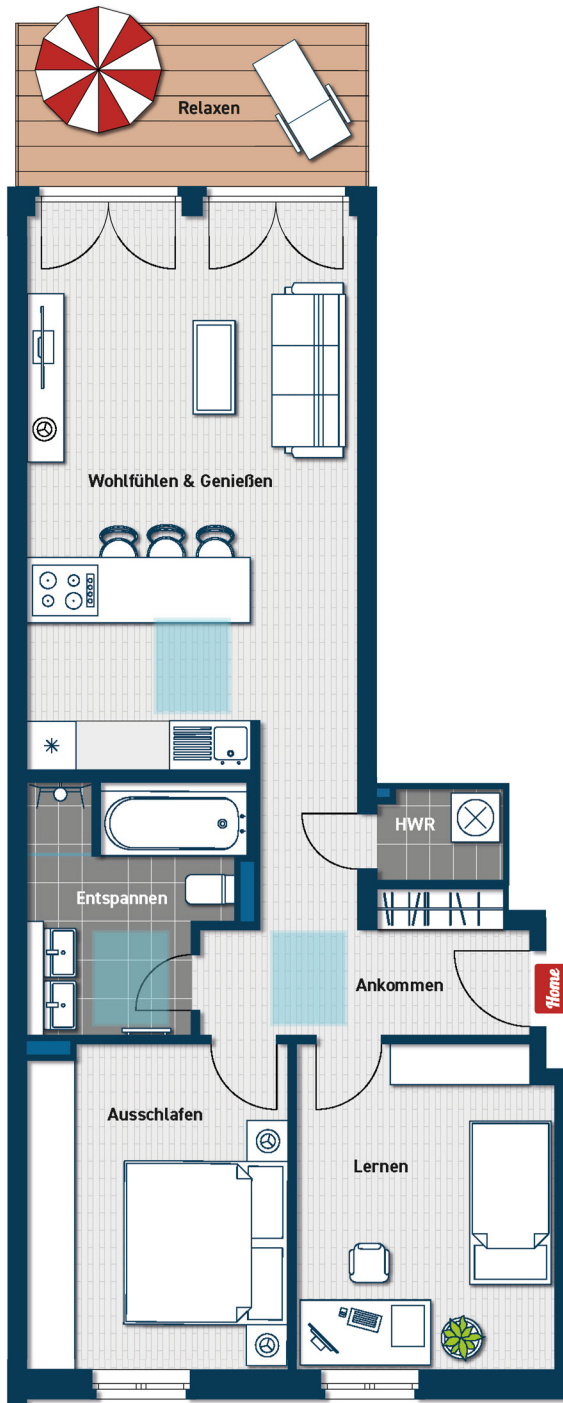 Relaxen
Wohlfühlen & Genießen
HWR
Entspannen
Ankommen
Home
Ausschlafen
Lernen